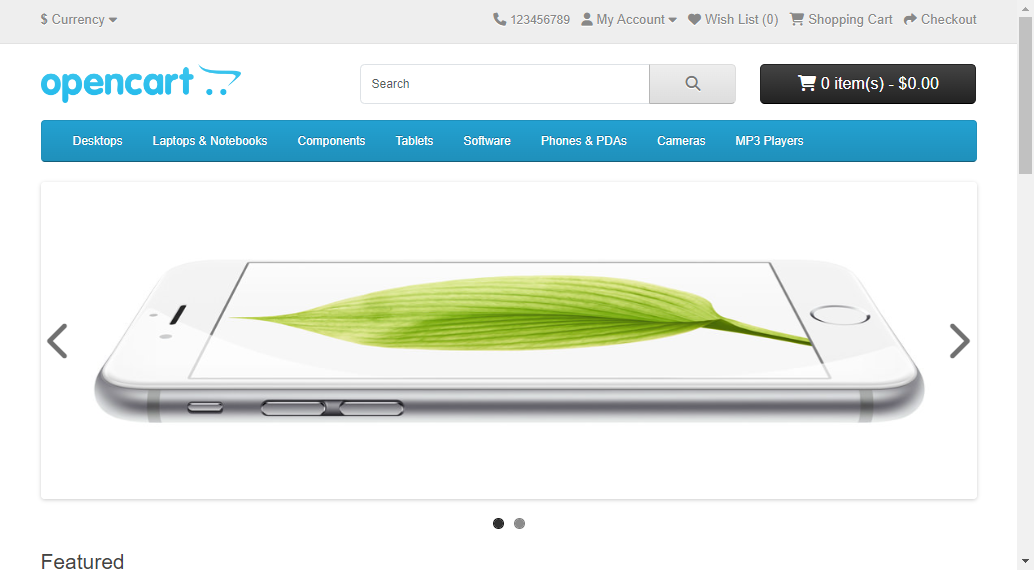 $ Currency
123456789 My Account Wish List (0) Shopping Cart Checkout
opencart
Search
0 item(s) - $0.00
Desktops Laptops & Notebooks Components Tablets Software Phones & PDAs Cameras MP3 Players
Featured